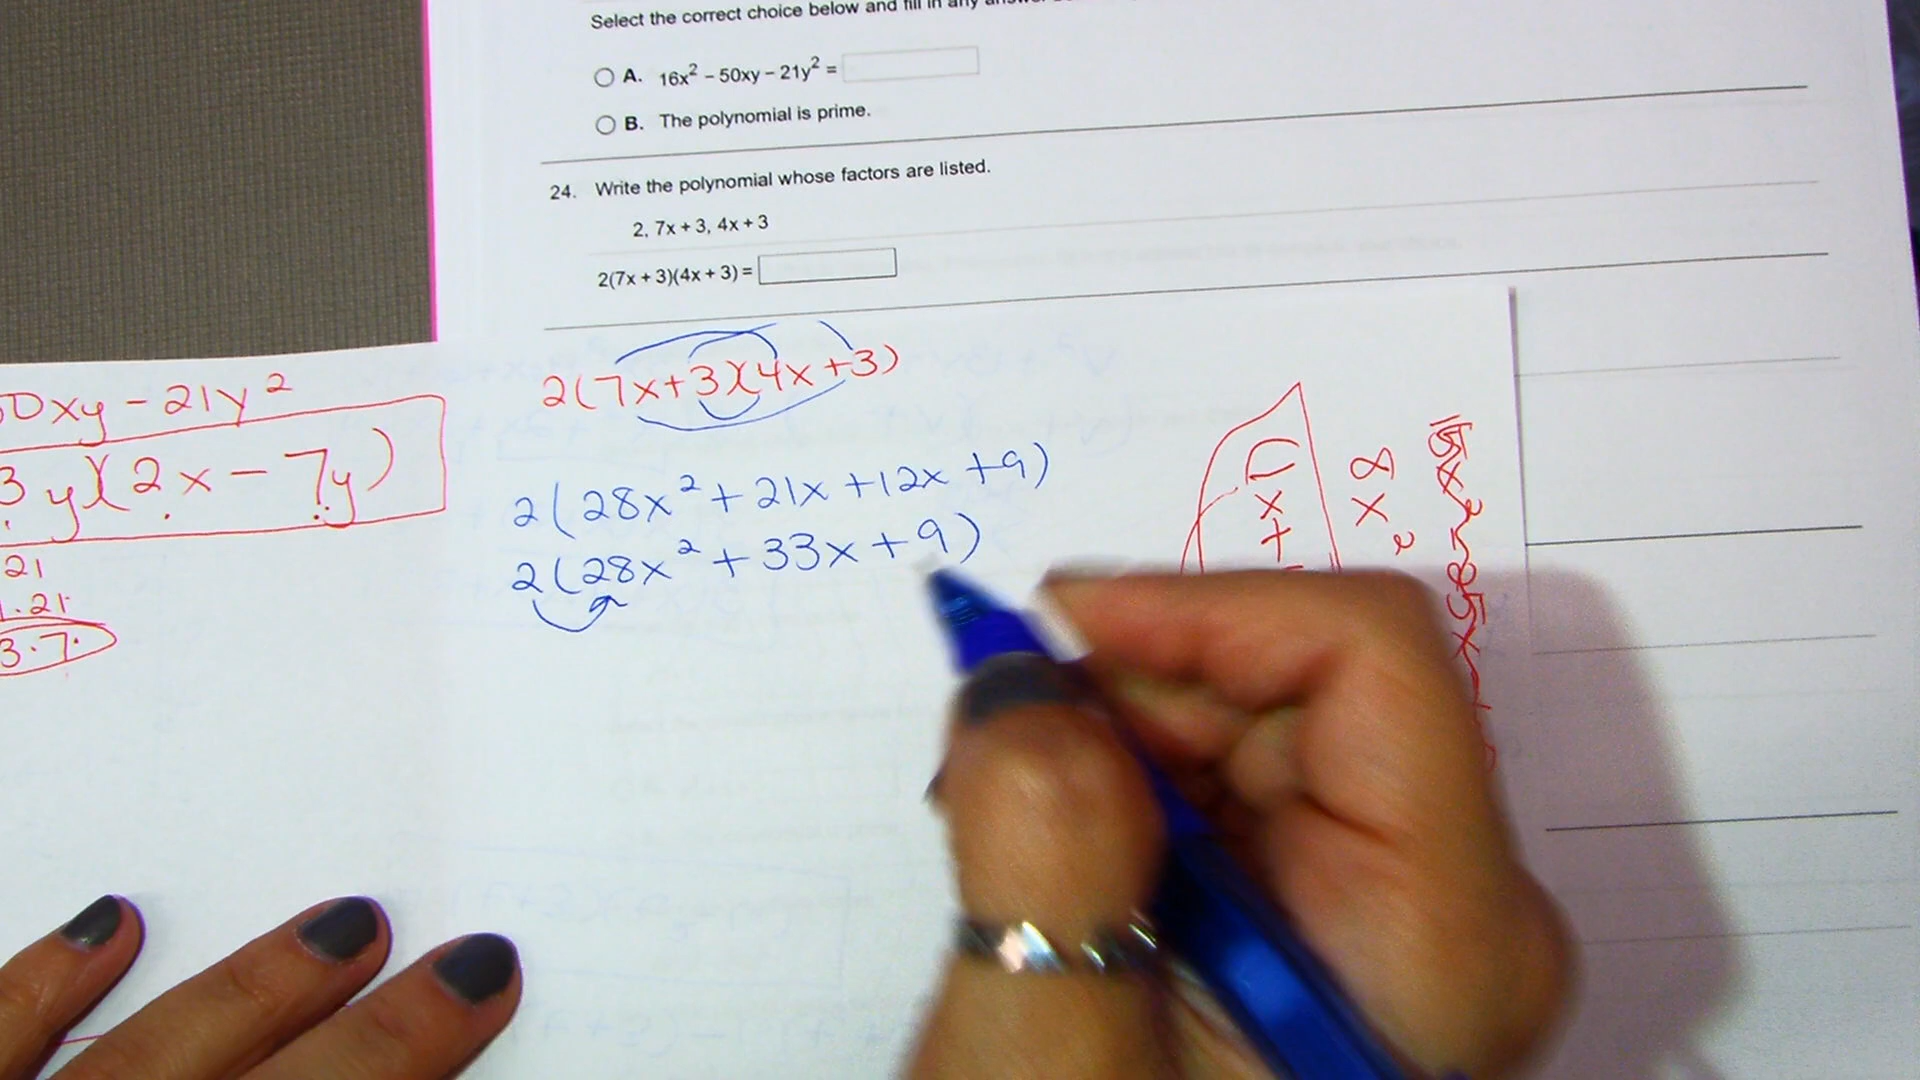 Select the correct choice below and fill in any
A. 16x² − 50xy − 21y² =
B. The polynomial is prime.
24. Write the polynomial whose factors are listed.
2, 7x + 3, 4x + 3
2(7x + 3)(4x + 3) =
0xy − 21y²
3y)(2x − 7y)
21
1·21
3·7
2(7x+3)(4x+3)
2(28x² + 21x + 12x + 9)
2(28x² + 33x + 9)
8x²